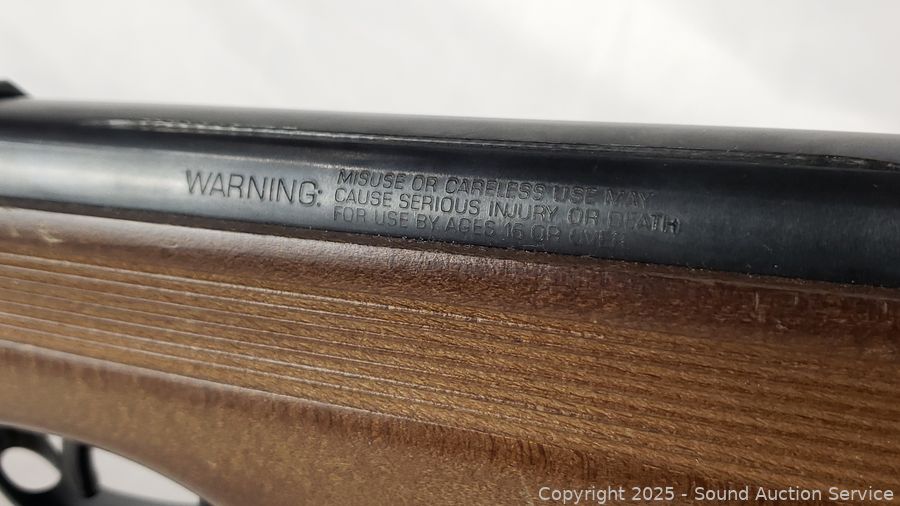 WARNING: MISUSE OR CARELESS USE MAY
CAUSE SERIOUS INJURY OR DEATH
FOR USE BY AGES 16 OR OVER
Copyright 2025 - Sound Auction Service